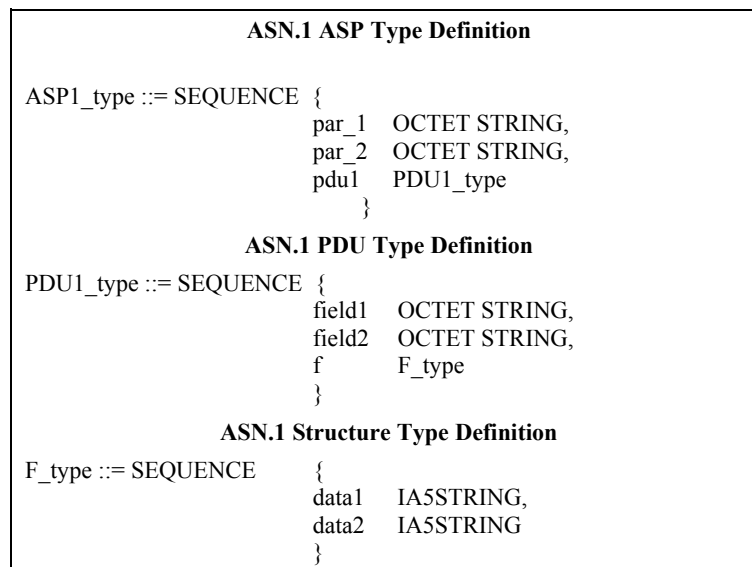 ASN.1 ASP Type Definition
ASP1_type ::= SEQUENCE {
par_1 OCTET STRING,
par_2 OCTET STRING,
pdu1 PDU1_type
}
ASN.1 PDU Type Definition
PDU1_type ::= SEQUENCE {
field1 OCTET STRING,
field2 OCTET STRING,
f F_type
}
ASN.1 Structure Type Definition
F_type ::= SEQUENCE {
data1 IA5STRING,
data2 IA5STRING
}